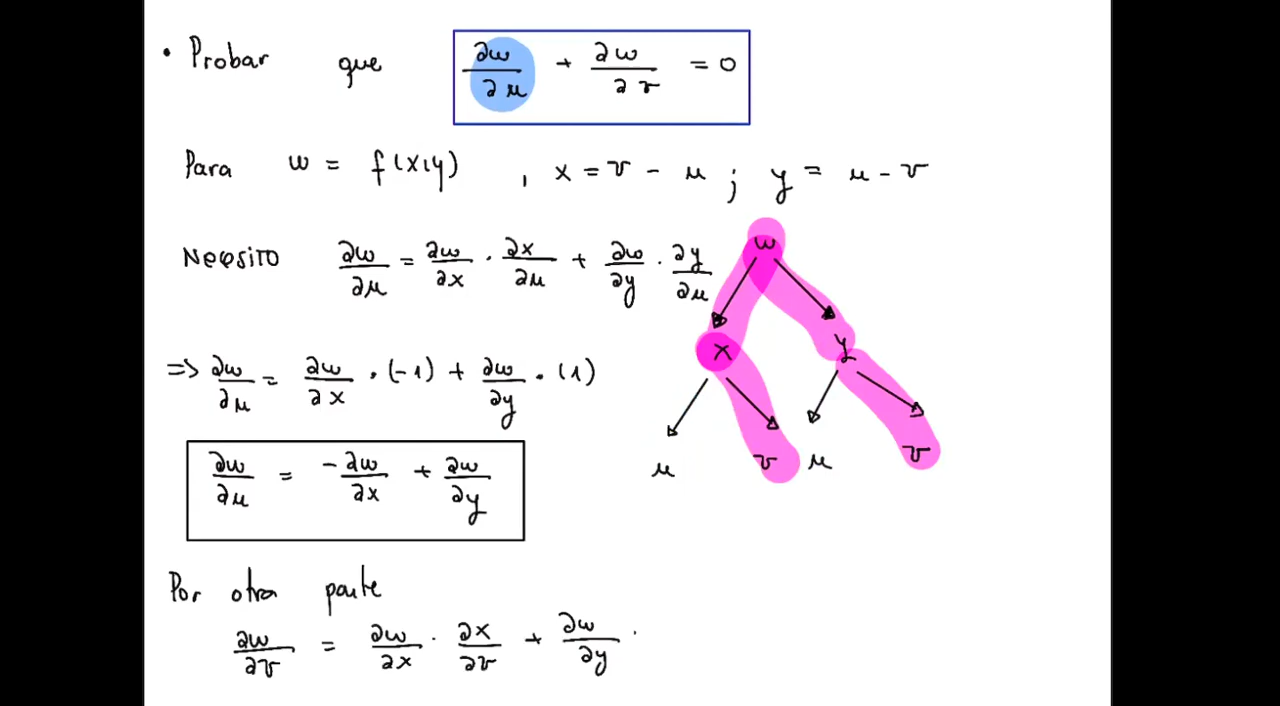 • Probar que ∂w/∂μ + ∂w/∂v = 0
Para w = f(x,y) , x = v - μ ; y = μ - v
Necesito ∂w/∂μ = ∂w/∂x · ∂x/∂μ + ∂w/∂y · ∂y/∂μ
w
=> ∂w/∂μ = ∂w/∂x · (-1) + ∂w/∂y · (1)
x y
∂w/∂μ = -∂w/∂x + ∂w/∂y
μ v μ v
Por otra parte
∂w/∂v = ∂w/∂x · ∂x/∂v + ∂w/∂y ·